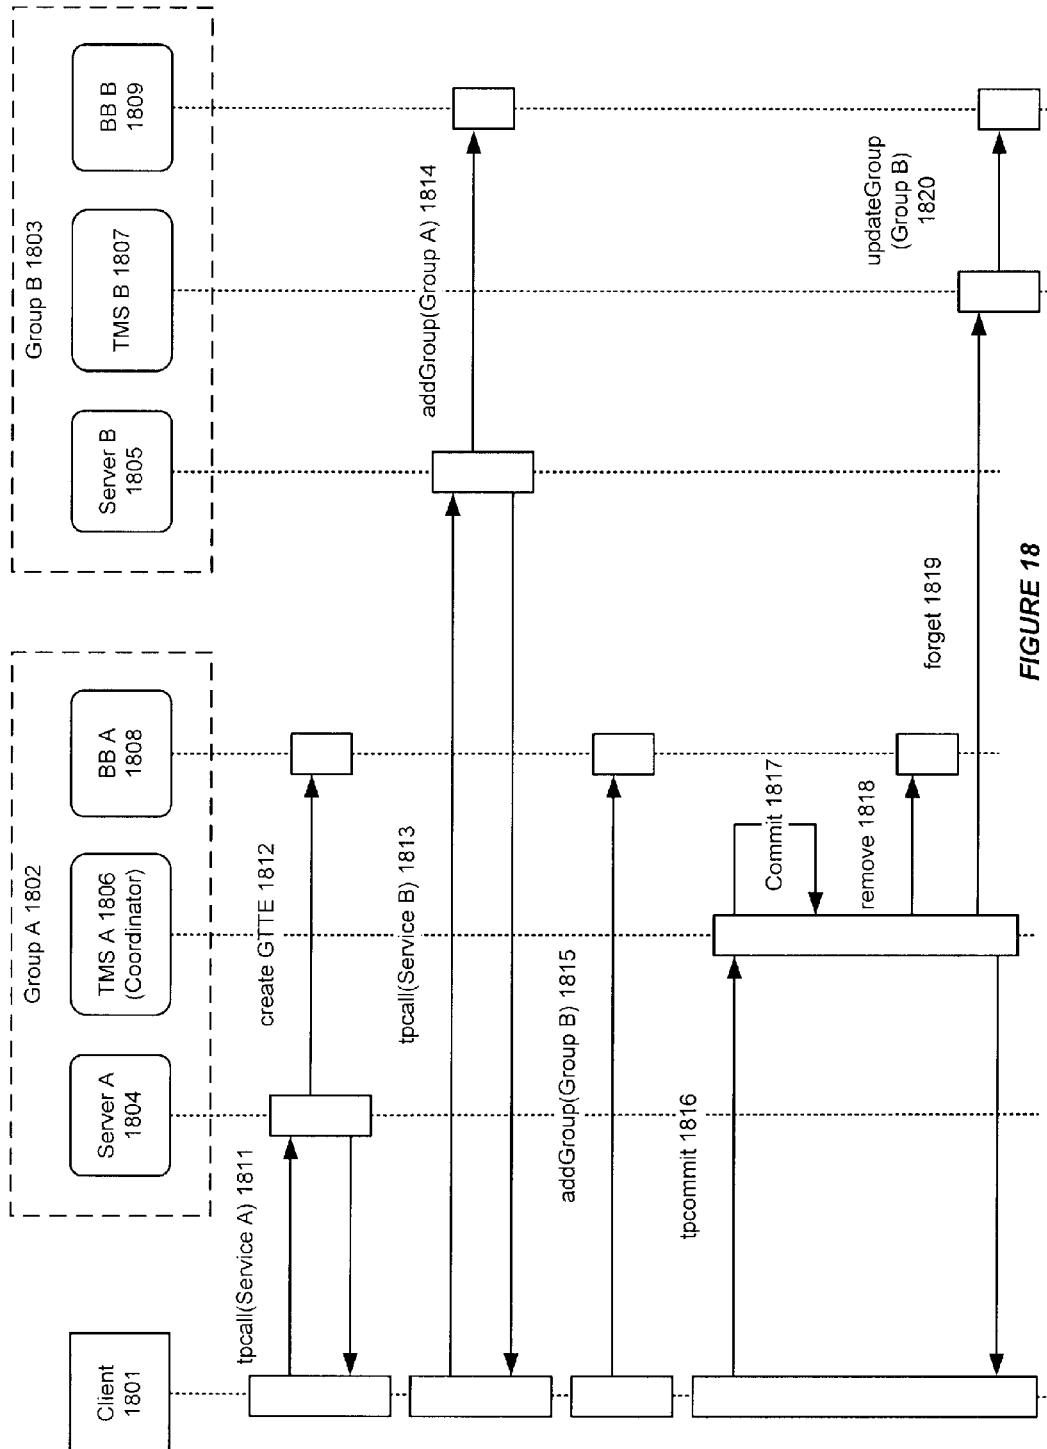 Client
1801
Group A 1802
Server A
1804
TMS A 1806
(Coordinator)
BB A
1808
Group B 1803
Server B
1805
TMS B 1807
BB B
1809
tpcall(Service A) 1811
create GTTE 1812
tpcall(Service B) 1813
addGroup(Group A) 1814
addGroup(Group B) 1815
tpcommit 1816
Commit 1817
remove 1818
forget 1819
updateGroup
(Group B)
1820
FIGURE 18